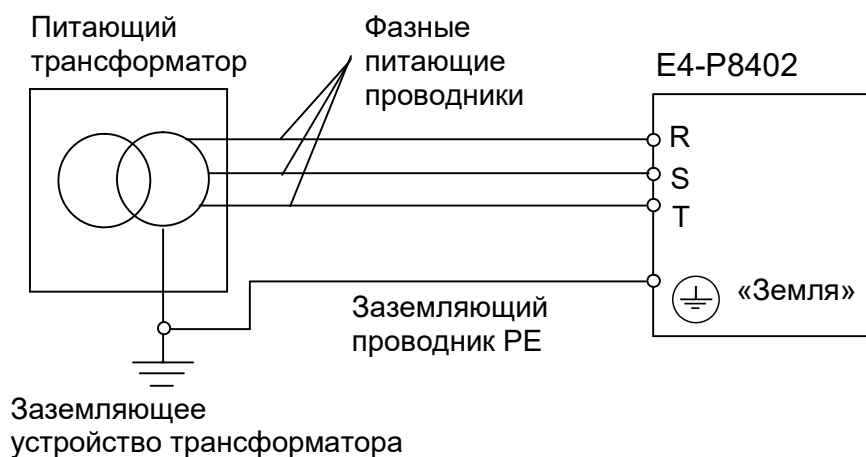 Питающий
трансформатор
Фазные
питающие
проводники
E4-P8402
R
S
T
«Земля»
Заземляющий
проводник PE
Заземляющее
устройство трансформатора